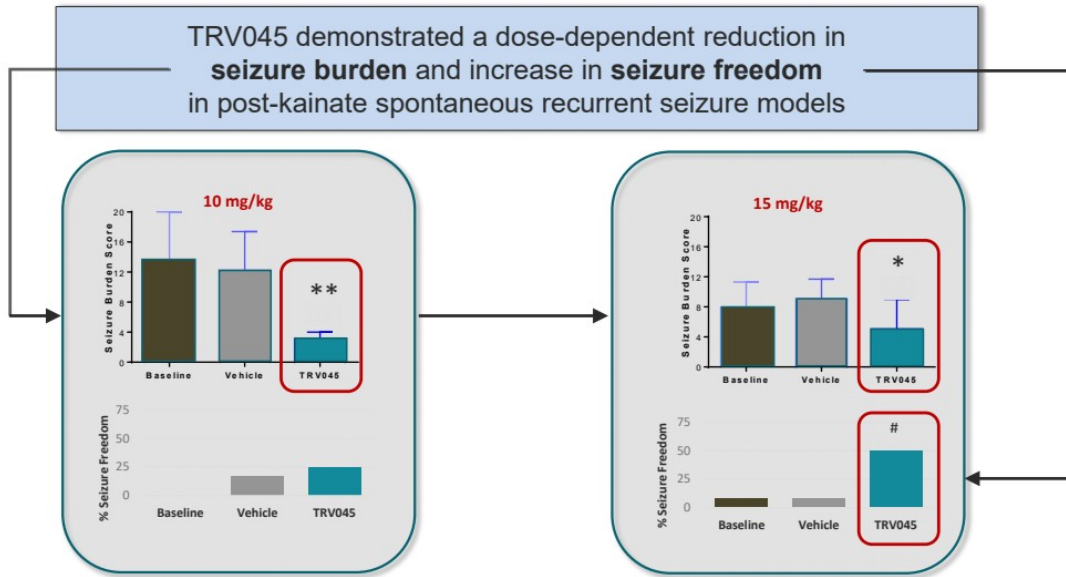 TRV045 demonstrated a dose-dependent reduction in
seizure burden and increase in seizure freedom
in post-kainate spontaneous recurrent seizure models
10 mg/kg
Seizure Burden Score
20
16
12
8
4
0
**
Baseline Vehicle TRV045
% Seizure Freedom
75
50
25
0
Baseline Vehicle TRV045
15 mg/kg
Seizure Burden Score
20
16
12
8
4
0
*
Baseline Vehicle TRV045
% Seizure Freedom
75
50
25
0
#
Baseline Vehicle TRV045